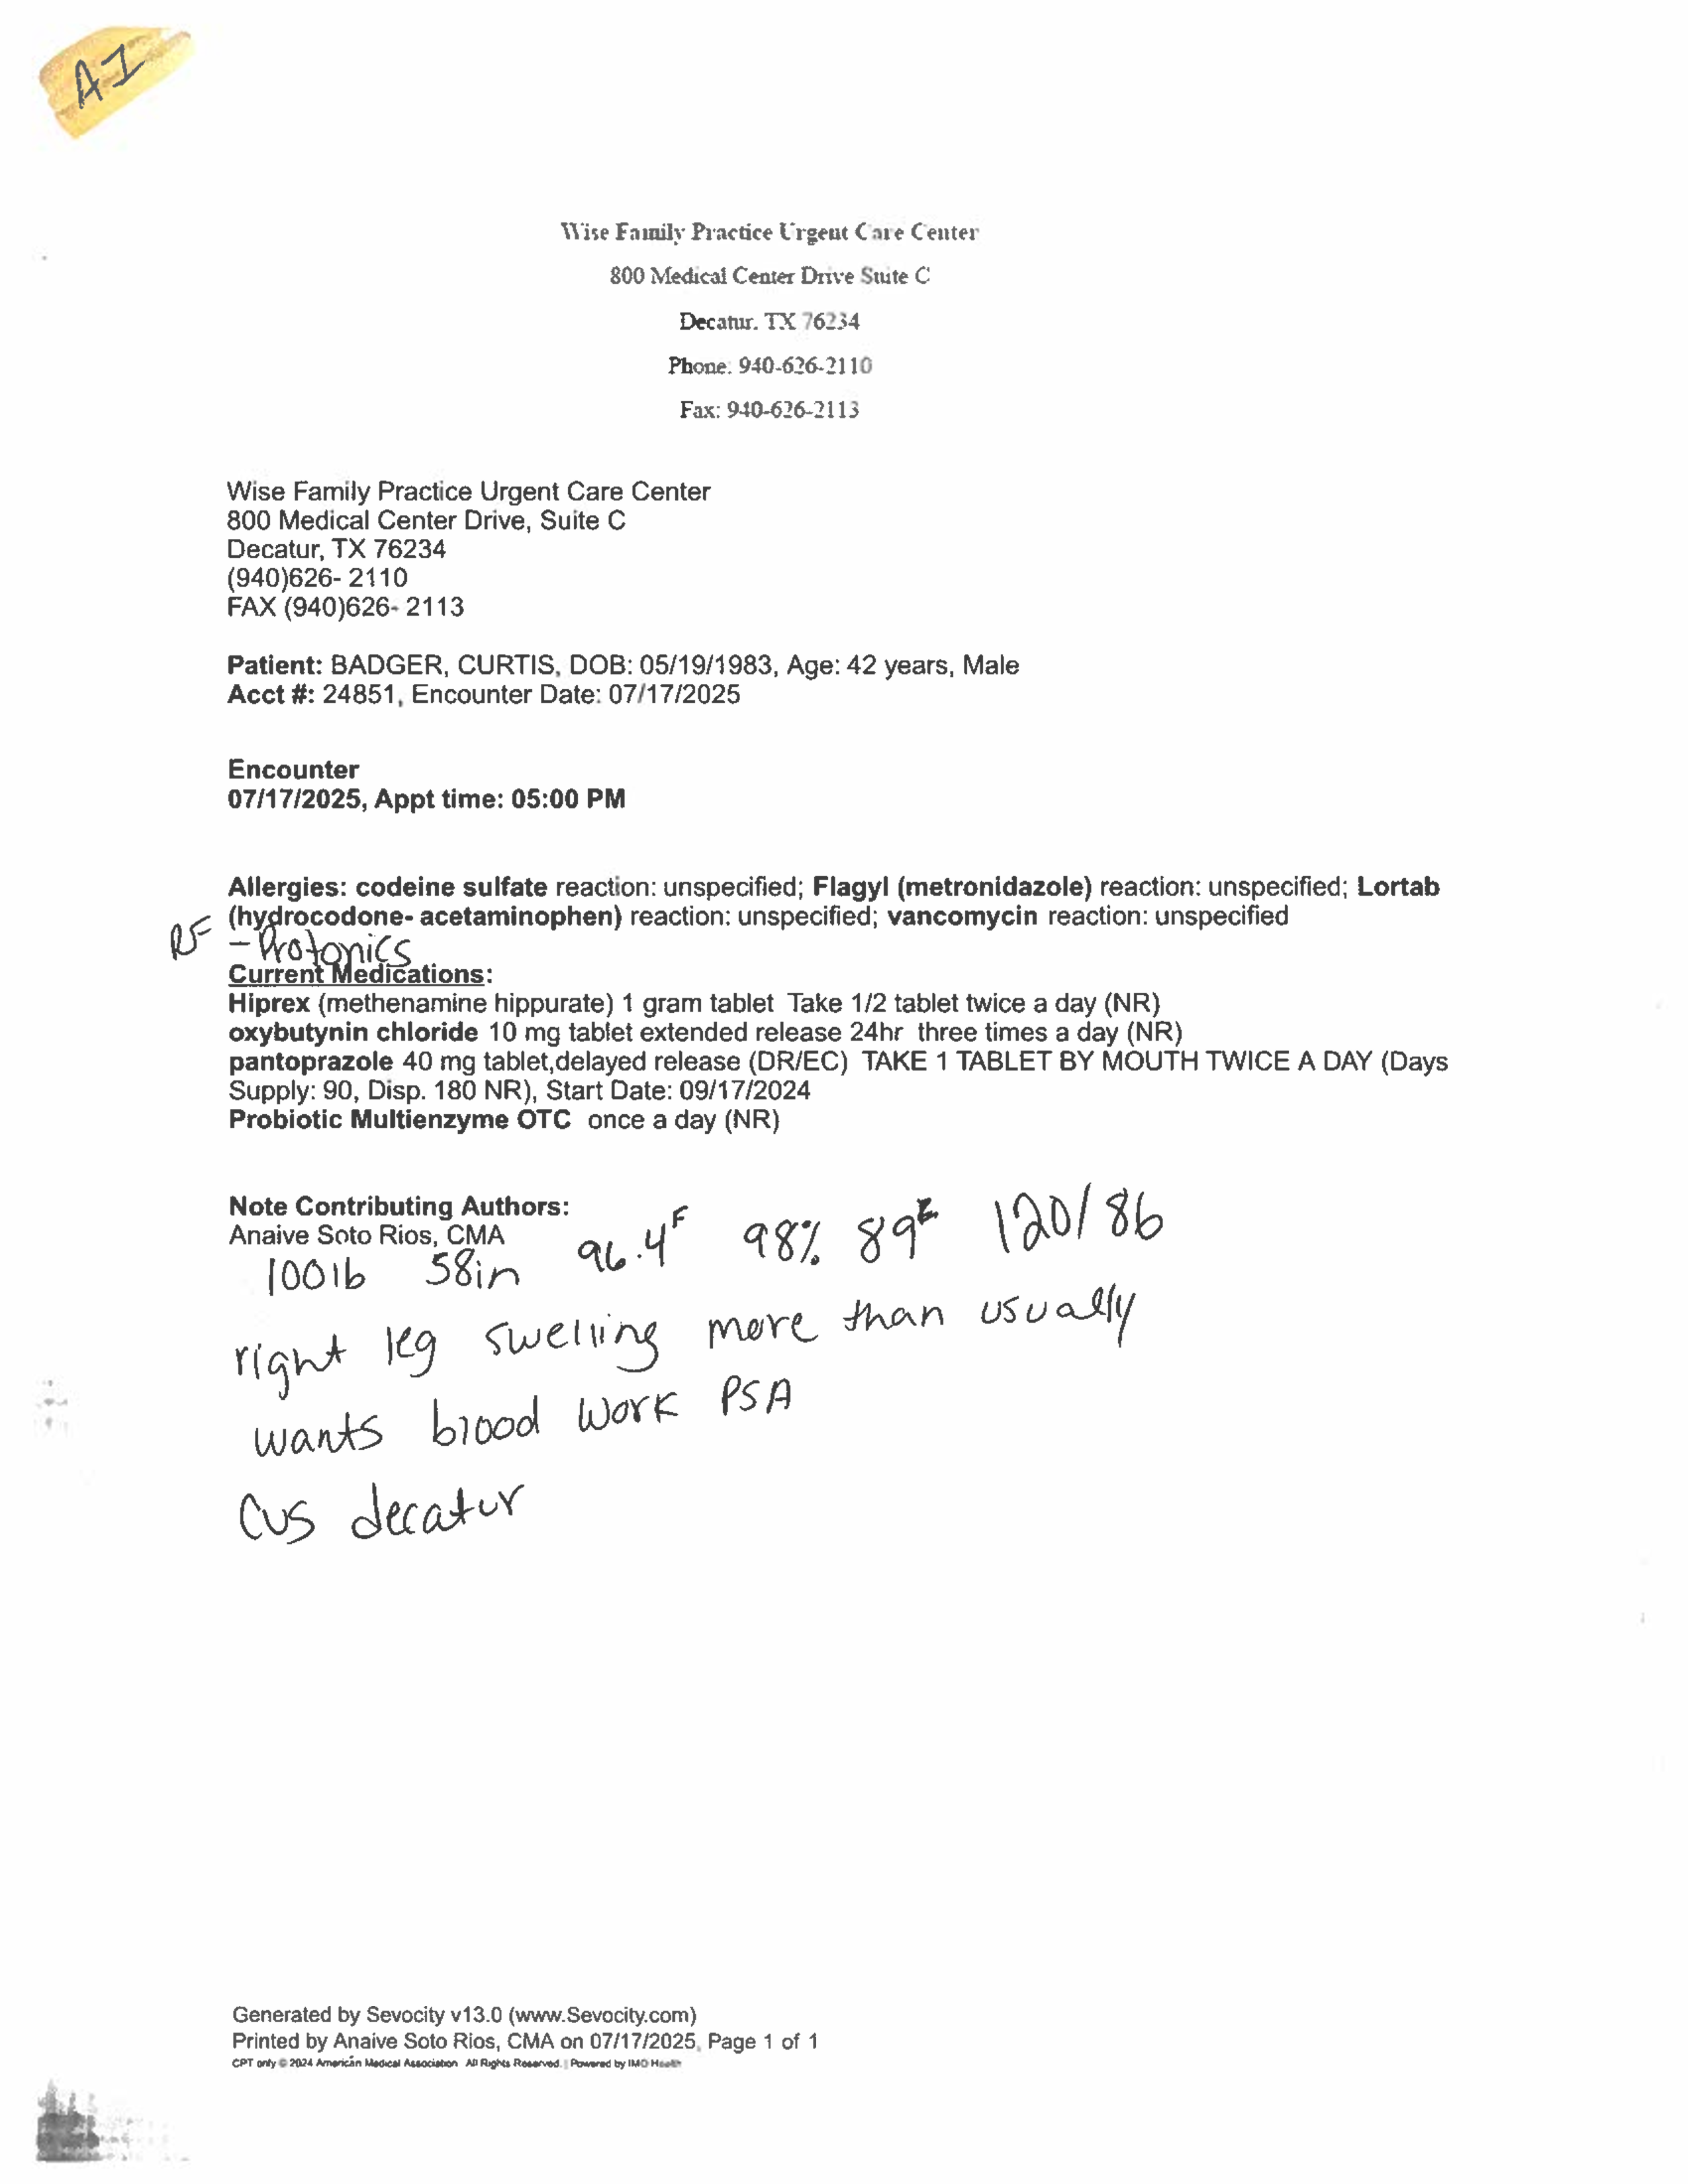 AI
Wise Family Practice Urgent Care Center
800 Medical Center Drive Suite C
Decatur, TX 76234
Phone: 940-626-2110
Fax: 940-626-2113
Wise Family Practice Urgent Care Center
800 Medical Center Drive, Suite C
Decatur, TX 76234
(940)626- 2110
FAX (940)626- 2113
Patient: BADGER, CURTIS, DOB: 05/19/1983, Age: 42 years, Male
Acct #: 24851, Encounter Date: 07/17/2025
Encounter
07/17/2025, Appt time: 05:00 PM
Allergies: codeine sulfate reaction: unspecified; Flagyl (metronidazole) reaction: unspecified; Lortab
(hydrocodone- acetaminophen) reaction: unspecified; vancomycin reaction: unspecified
RF - Protonics
Current Medications:
Hiprex (methenamine hippurate) 1 gram tablet Take 1/2 tablet twice a day (NR)
oxybutynin chloride 10 mg tablet extended release 24hr three times a day (NR)
pantoprazole 40 mg tablet,delayed release (DR/EC) TAKE 1 TABLET BY MOUTH TWICE A DAY (Days
Supply: 90, Disp. 180 NR), Start Date: 09/17/2024
Probiotic Multienzyme OTC once a day (NR)
Note Contributing Authors:
Anaive Soto Rios, CMA
96.4F 98% 89 120/86
100lb 58in
right leg swelling more than usually
wants blood work PSA
CVS decatur
Generated by Sevocity v13.0 (www.Sevocity.com)
Printed by Anaive Soto Rios, CMA on 07/17/2025, Page 1 of 1
CPT only © 2024 American Medical Association All Rights Reserved. | Powered by IMO Health